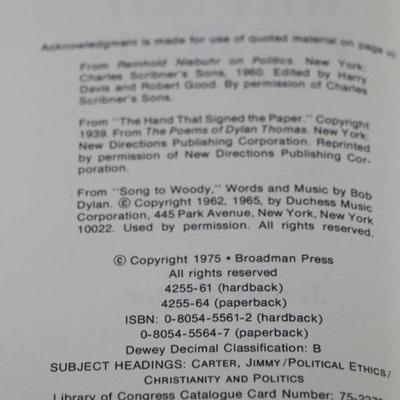 Acknowledgment is made for use of quoted material on page
From Reinhold Niebuhr on Politics. New York:
Charles Scribner's Sons, 1960. Edited by Harry
Davis and Robert Good. By permission of Charles
Scribner's Sons.
From "The Hand That Signed the Paper." Copyright
1939. From The Poems of Dylan Thomas. New York:
New Directions Publishing Corporation. Reprinted
by permission of New Directions Publishing Cor-
poration.
From "Song to Woody," Words and Music by Bob
Dylan. © Copyright 1962, 1965, by Duchess Music
Corporation, 445 Park Avenue, New York, New York
10022. Used by permission. All rights reserved.
© Copyright 1975 • Broadman Press
All rights reserved
4255-61 (hardback)
4255-64 (paperback)
ISBN: 0-8054-5561-2 (hardback)
0-8054-5564-7 (paperback)
Dewey Decimal Classification: B
SUBJECT HEADINGS: CARTER, JIMMY/POLITICAL ETHICS/
CHRISTIANITY AND POLITICS
Library of Congress Catalogue Card Number: 75-227